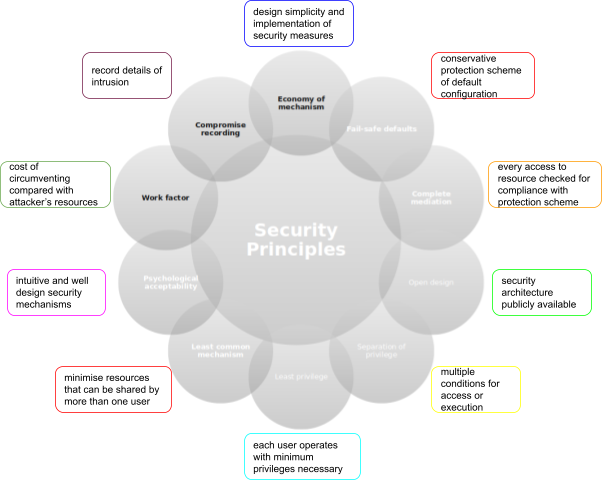 design simplicity and
implementation of
security measures
record details of
intrusion
conservative
protection scheme
of default
configuration
Economy of
mechanism
Compromise
recording
Fail-safe defaults
cost of
circumventing
compared with
attacker's resources
Work factor
Complete
mediation
every access to
resource checked for
compliance with
protection scheme
Security
Principles
intuitive and well
design security
mechanisms
Psychological
acceptability
Open design
security
architecture
publicly available
Least common
mechanism
Separation of
privilege
minimise resources
that can be shared by
more than one user
Least privilege
multiple
conditions for
access or
execution
each user operates
with minimum
privileges necessary